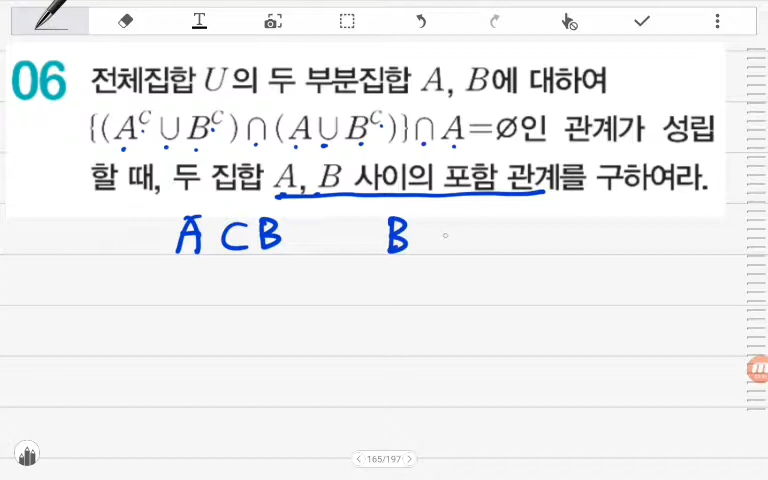 T
06 전체집합 U의 두 부분집합 A, B에 대하여
{(A^C∪B^C)∩(A∪B^C)}∩A=∅인 관계가 성립
할 때, 두 집합 A, B 사이의 포함 관계를 구하여라.
A ⊂ B B
165/197